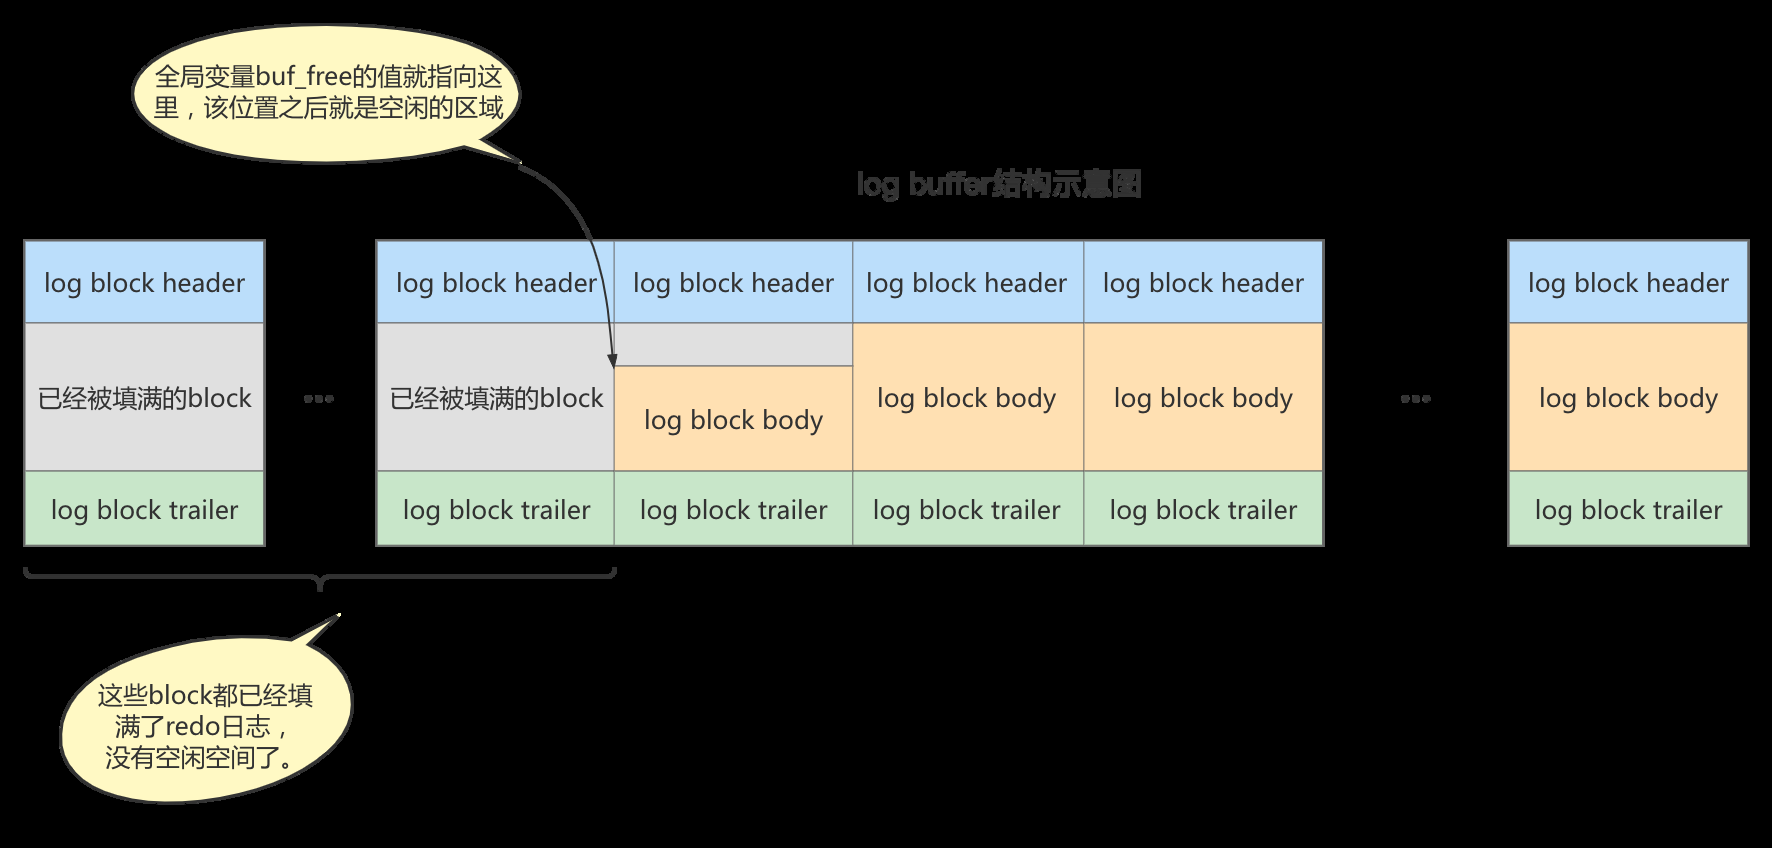 全局变量buf_free的值就指向这
里，该位置之后就是空闲的区域
log buffer结构示意图
log block header
log block header
log block header
log block header
log block header
log block header
已经被填满的block
...
已经被填满的block
log block body
log block body
log block body
...
log block body
log block trailer
log block trailer
log block trailer
log block trailer
log block trailer
log block trailer
这些block都已经填
满了redo日志，
没有空闲空间了。